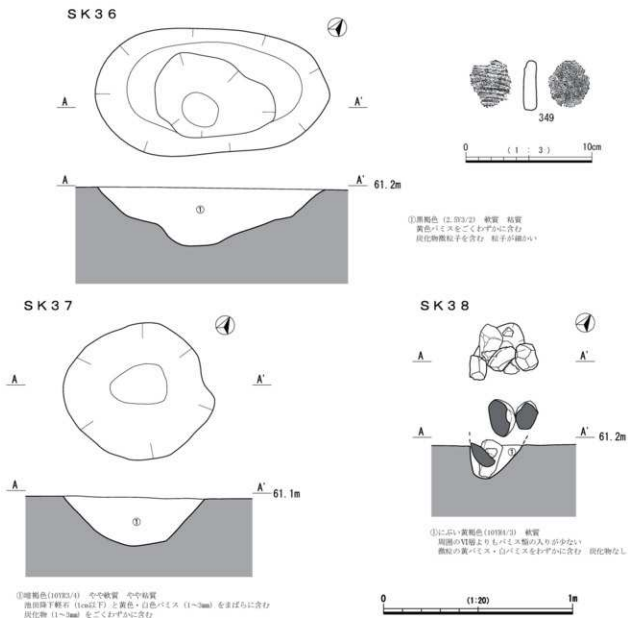 SK36
A
A'
A
A'
61.2m
①
349
0
(1:3)
10cm
①黒褐色 (2.5Y3/2) 軟質 粘質
黄色パミスをごくわずかに含む
炭化物微粒子を含む 粒子が細かい
SK37
A
A'
A
A'
61.1m
①
①暗褐色(10YR3/4) やや軟質 やや粘質
池田降下軽石 (1cm以下) と黄色・白色パミス (1~3mm) をまばらに含む
炭化物 (1~3mm) をごくわずかに含む
SK38
A
A'
A
A'
61.2m
①
①にぶい黄褐色(10YR4/3) 軟質
周囲のⅥ層よりもパミス類の入りが少ない
微粒の黄パミス・白パミスをわずかに含む 炭化物なし
0
(1:20)
1m